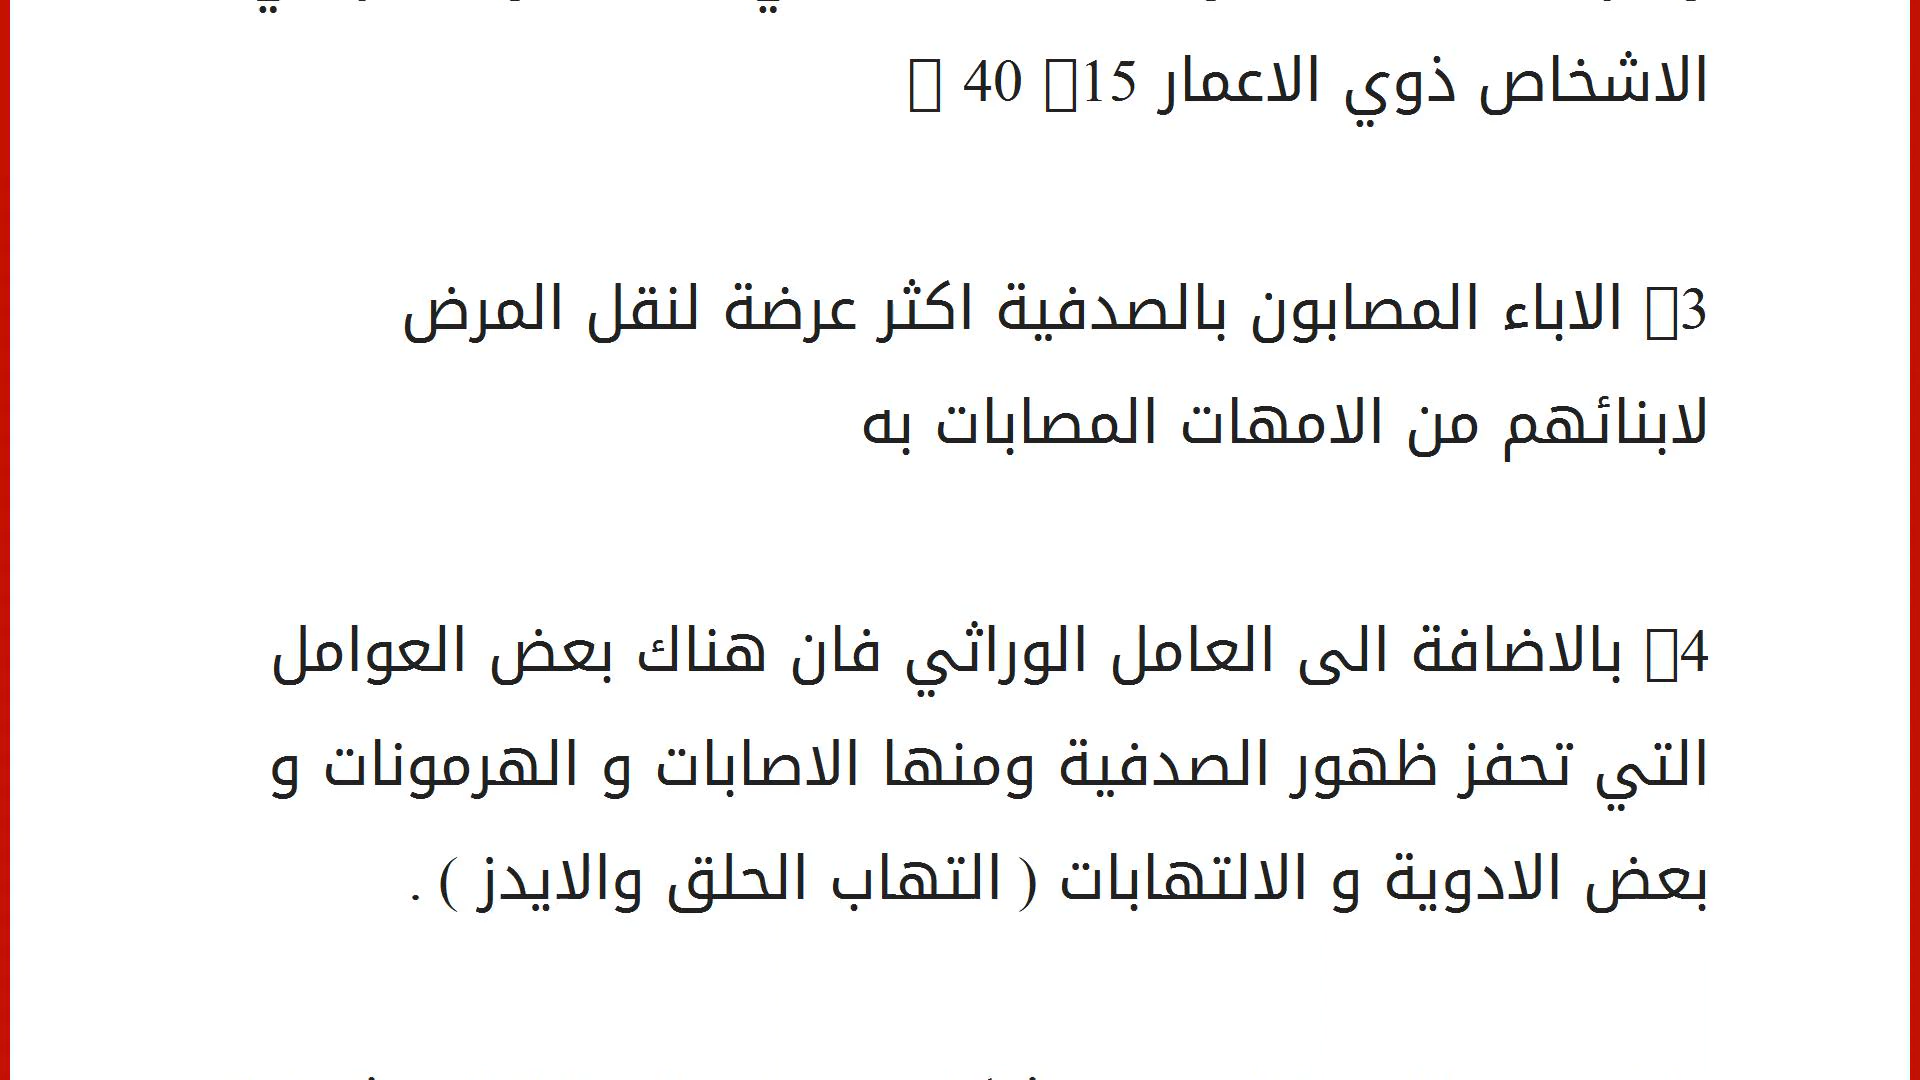 الاشخاص ذوي الاعمار 15 40
3 الاباء المصابون بالصدفية اكثر عرضة لنقل المرض
لابنائهم من الامهات المصابات به
4 بالاضافة الى العامل الوراثي فان هناك بعض العوامل
التي تحفز ظهور الصدفية ومنها الاصابات و الهرمونات و
بعض الادوية و الالتهابات ( التهاب الحلق والايدز ) .